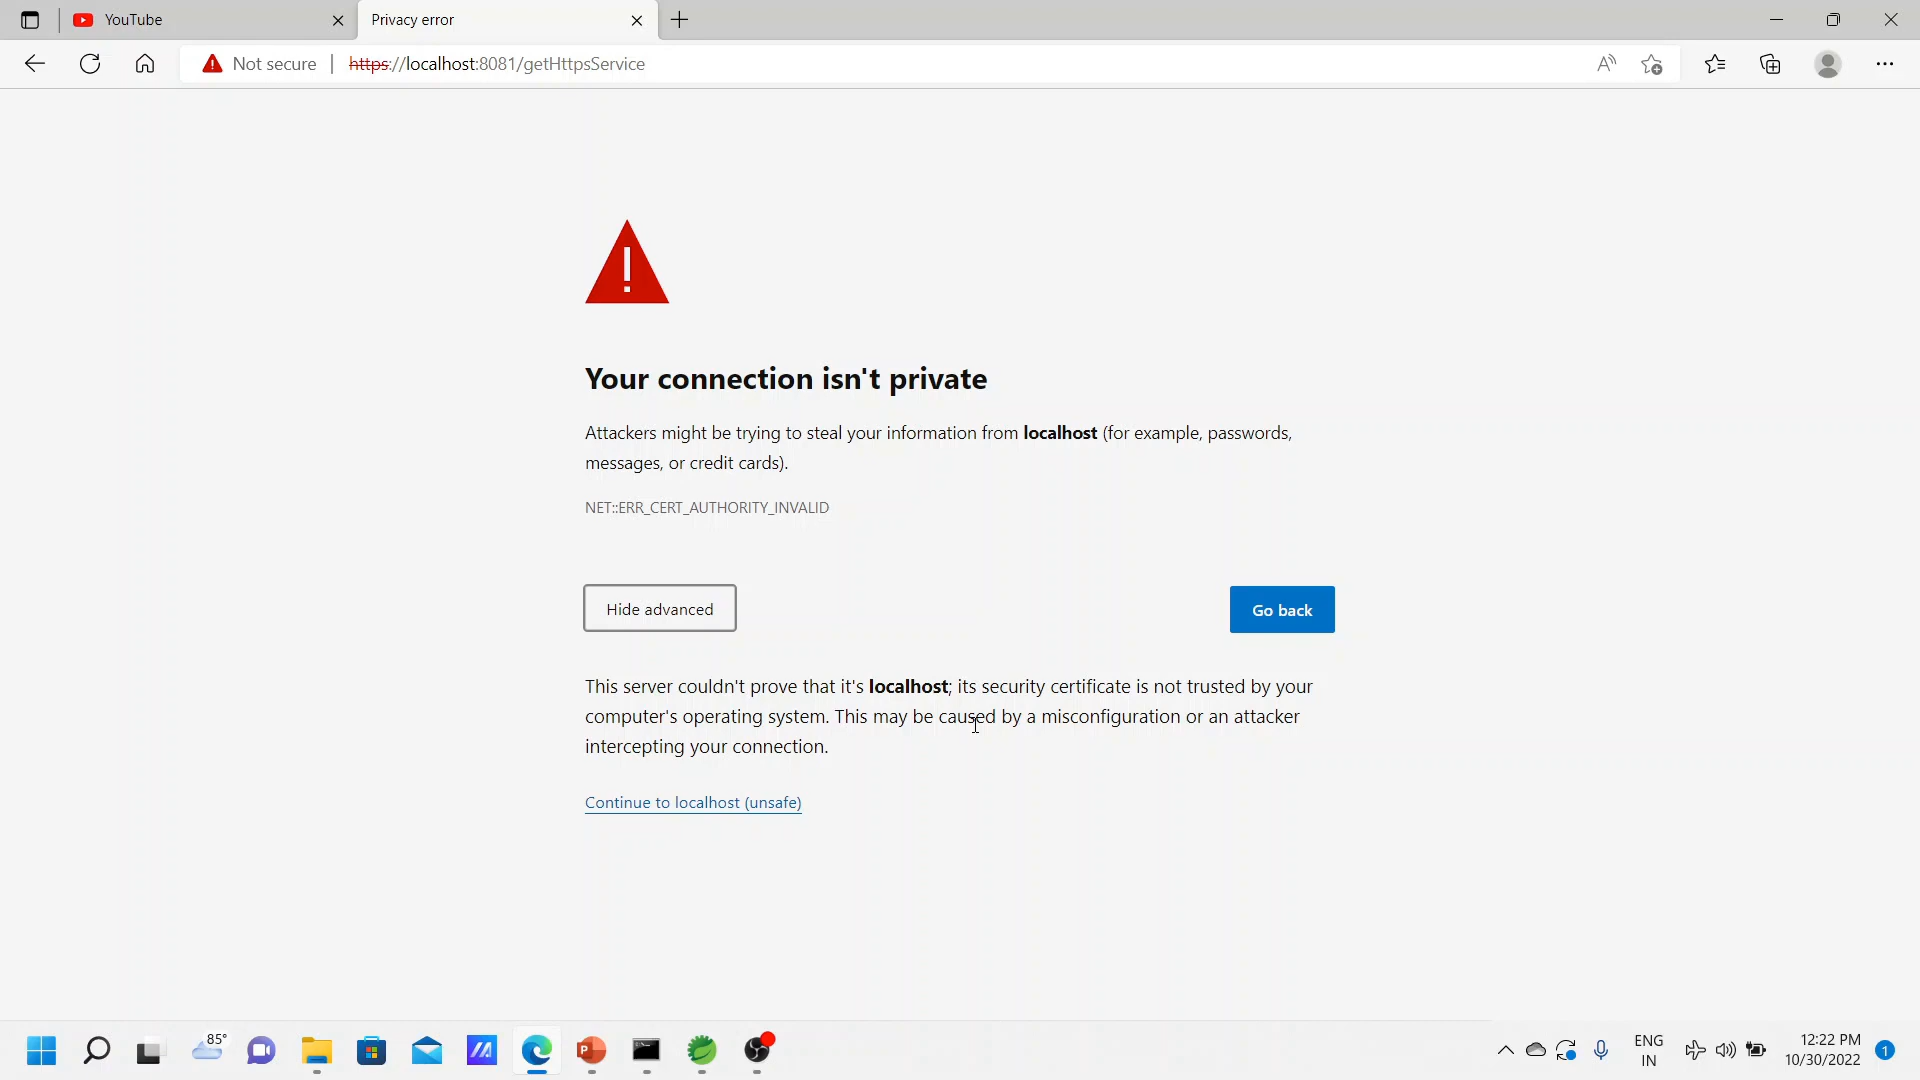 YouTube
Privacy error
Not secure
https://localhost:8081/getHttpsService
Your connection isn't private
Attackers might be trying to steal your information from localhost (for example, passwords,
messages, or credit cards).
NET::ERR_CERT_AUTHORITY_INVALID
Hide advanced
Go back
This server couldn't prove that it's localhost; its security certificate is not trusted by your
computer's operating system. This may be caused by a misconfiguration or an attacker
intercepting your connection.
Continue to localhost (unsafe)
85°
ENG
IN
12:22 PM
10/30/2022
1